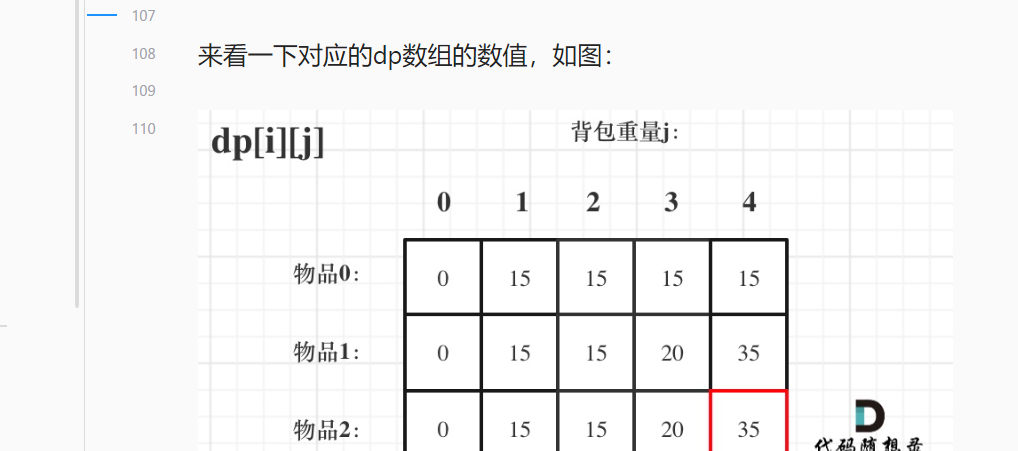 107
108 来看一下对应的dp数组的数值，如图：
109
110
dp[i][j] 背包重量j：
0 1 2 3 4
物品0： 0 15 15 15 15
物品1： 0 15 15 20 35
物品2： 0 15 15 20 35
代码随想录